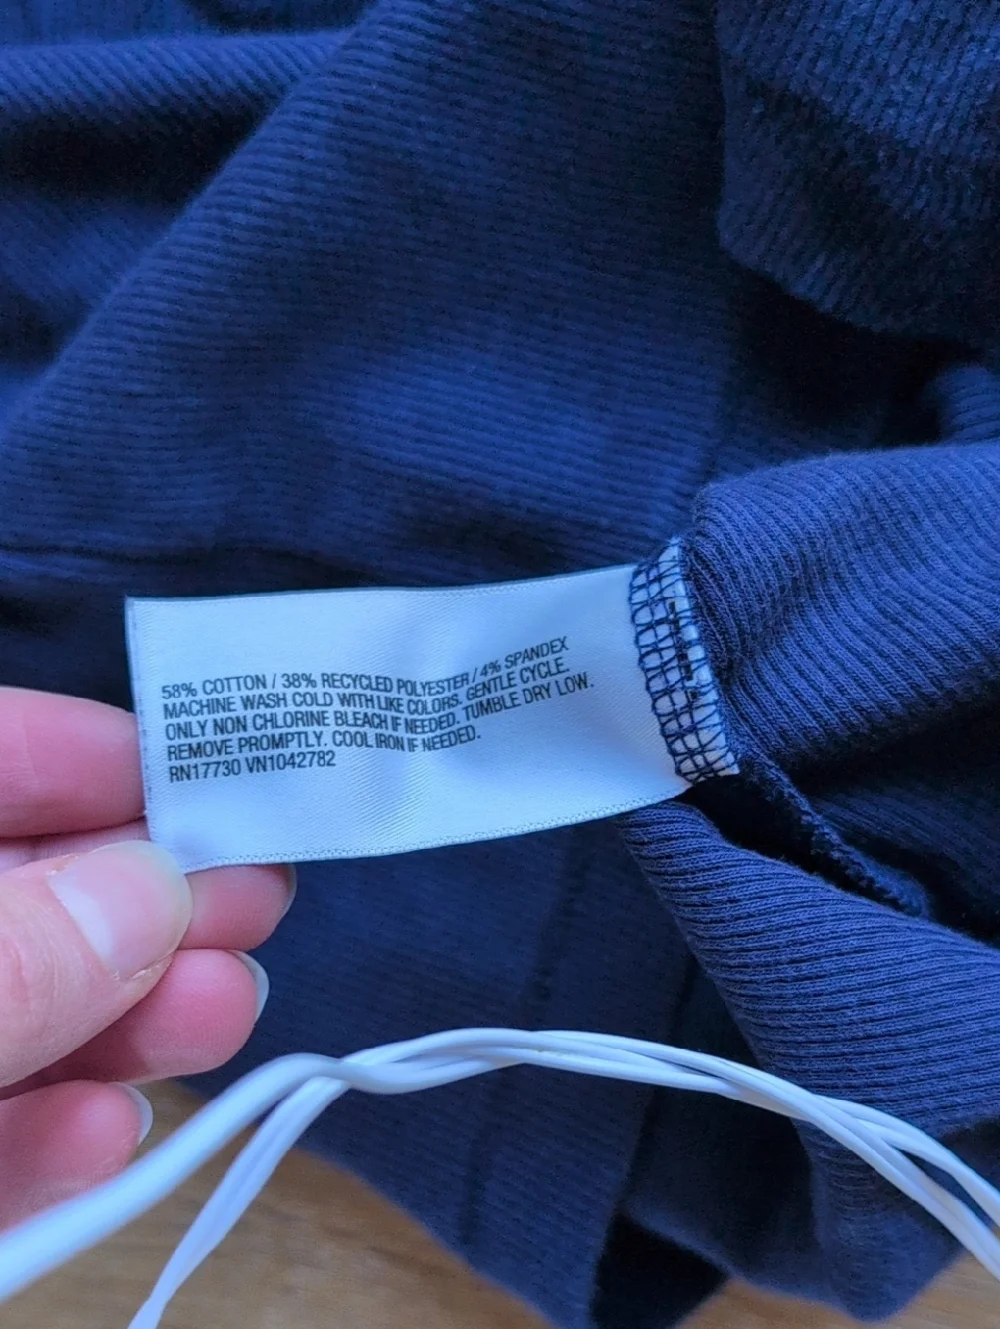 58% COTTON / 38% RECYCLED POLYESTER / 4% SPANDEX
MACHINE WASH COLD WITH LIKE COLORS. GENTLE CYCLE.
ONLY NON CHLORINE BLEACH IF NEEDED. TUMBLE DRY LOW.
REMOVE PROMPTLY. COOL IRON IF NEEDED.
RN17730 VN1042782